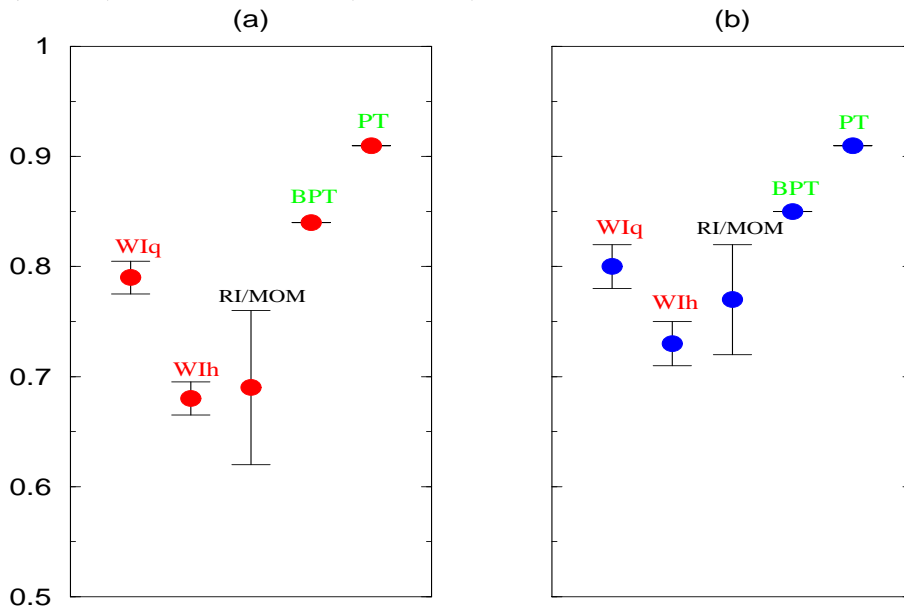 (a) (b)
1
PT PT
0.9
BPT BPT
WIq WIq RI/MOM
0.8
RI/MOM WIh
WIh
0.7
0.6
0.5